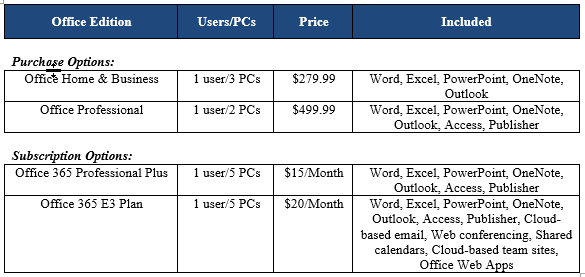 Office Edition Users/PCs Price Included
Purchase Options:
Office Home & Business 1 user/3 PCs $279.99 Word, Excel, PowerPoint, OneNote,
Outlook
Office Professional 1 user/2 PCs $499.99 Word, Excel, PowerPoint, OneNote,
Outlook, Access, Publisher
Subscription Options:
Office 365 Professional Plus 1 user/5 PCs $15/Month Word, Excel, PowerPoint, OneNote,
Outlook, Access, Publisher
Office 365 E3 Plan 1 user/5 PCs $20/Month Word, Excel, PowerPoint, OneNote,
Outlook, Access, Publisher, Cloud-
based email, Web conferencing, Shared
calendars, Cloud-based team sites,
Office Web Apps